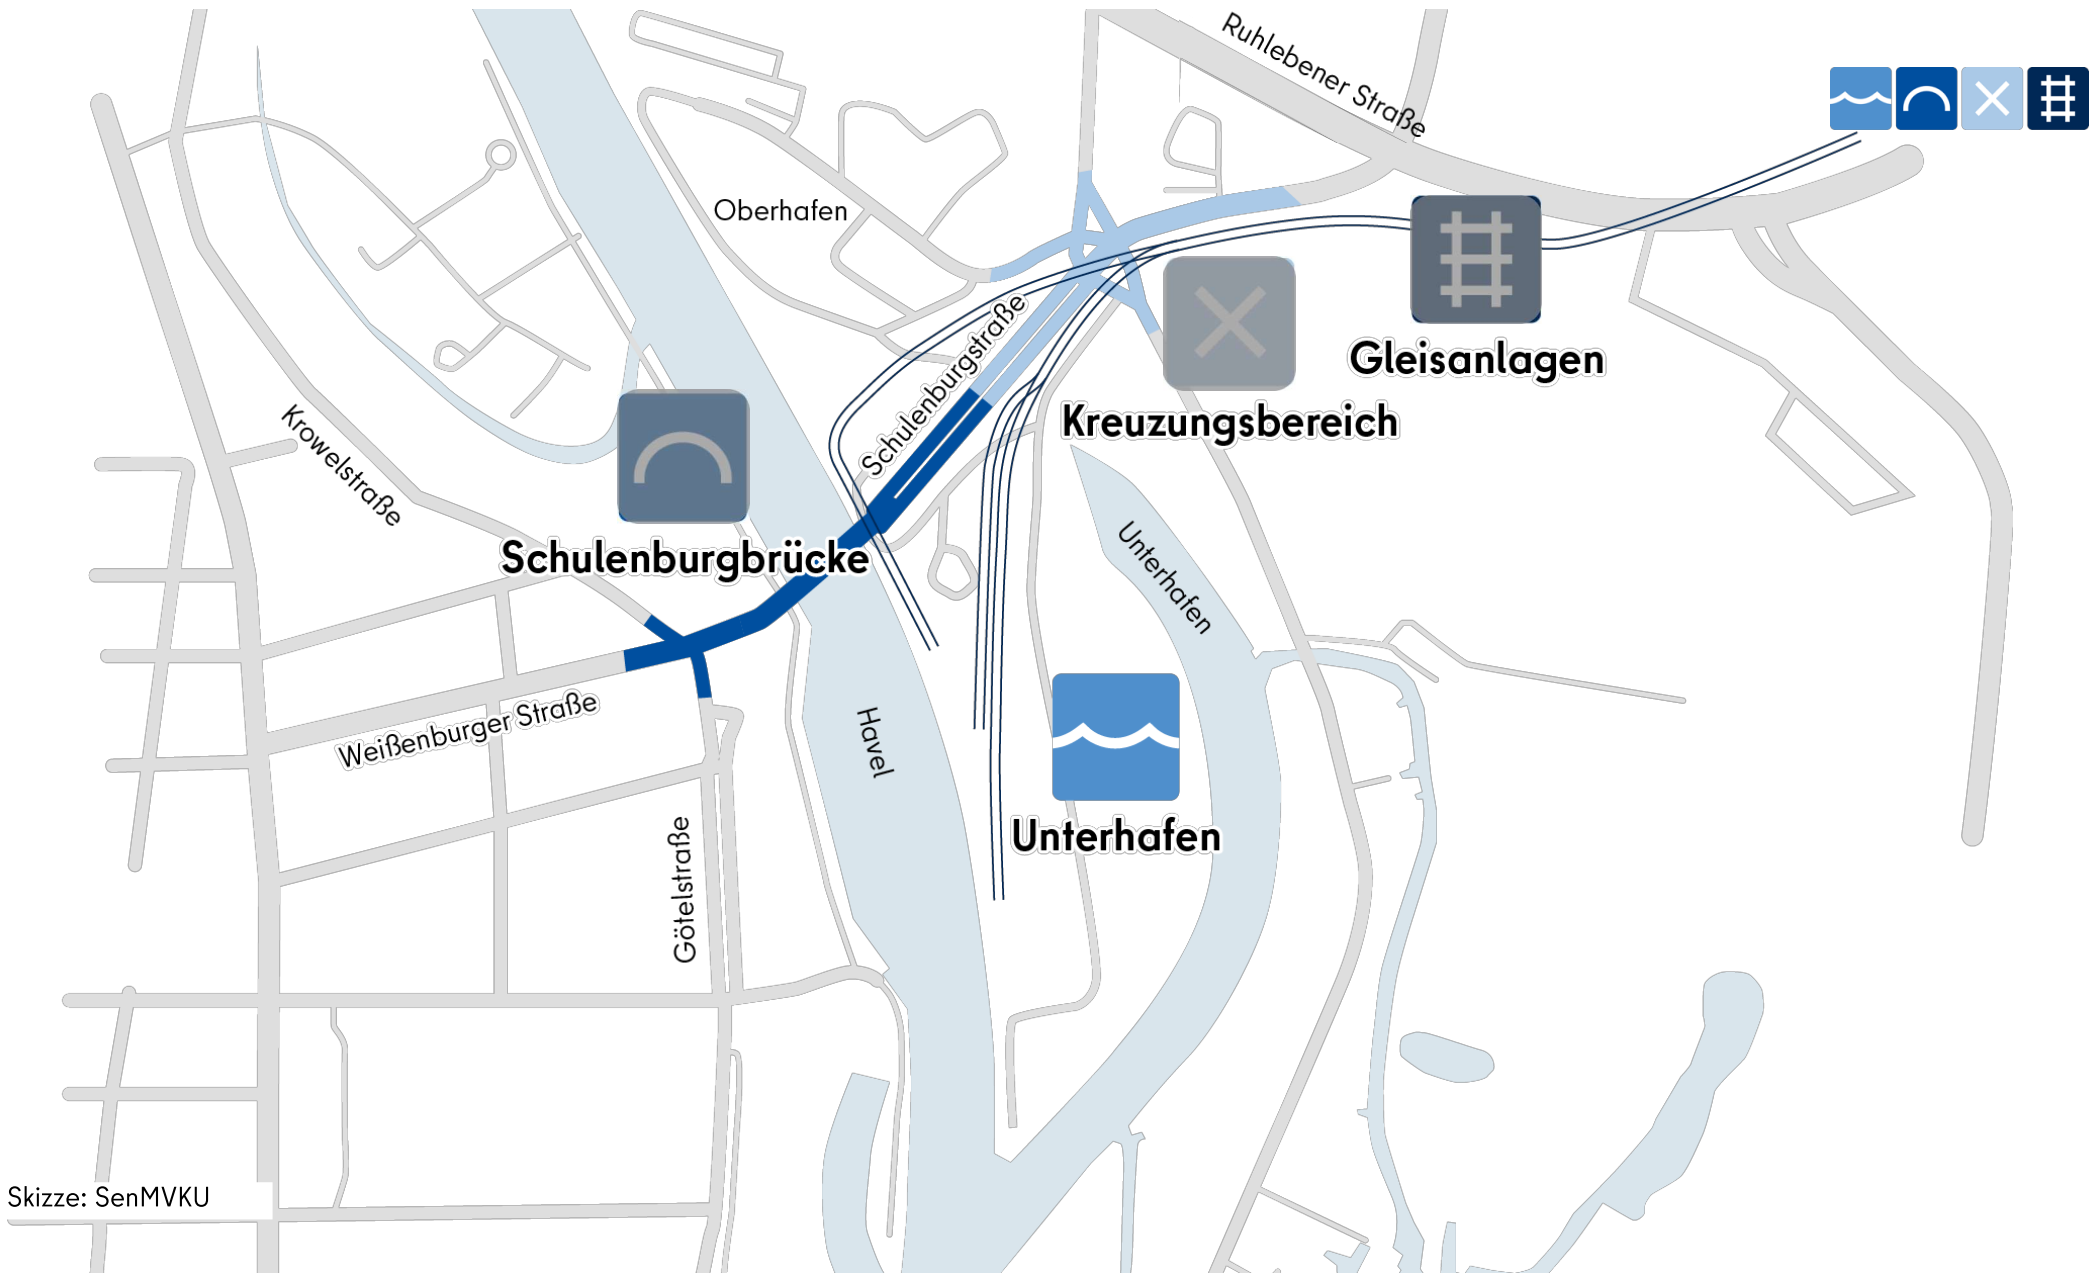 Ruhlebener Straße
Oberhafen
Schulenburgstraße
Gleisanlagen
Kreuzungsbereich
Krowelstraße
Schulenburgbrücke
Unterhafen
Weißenburger Straße
Havel
Unterhafen
Götelstraße
Skizze: SenMVKU